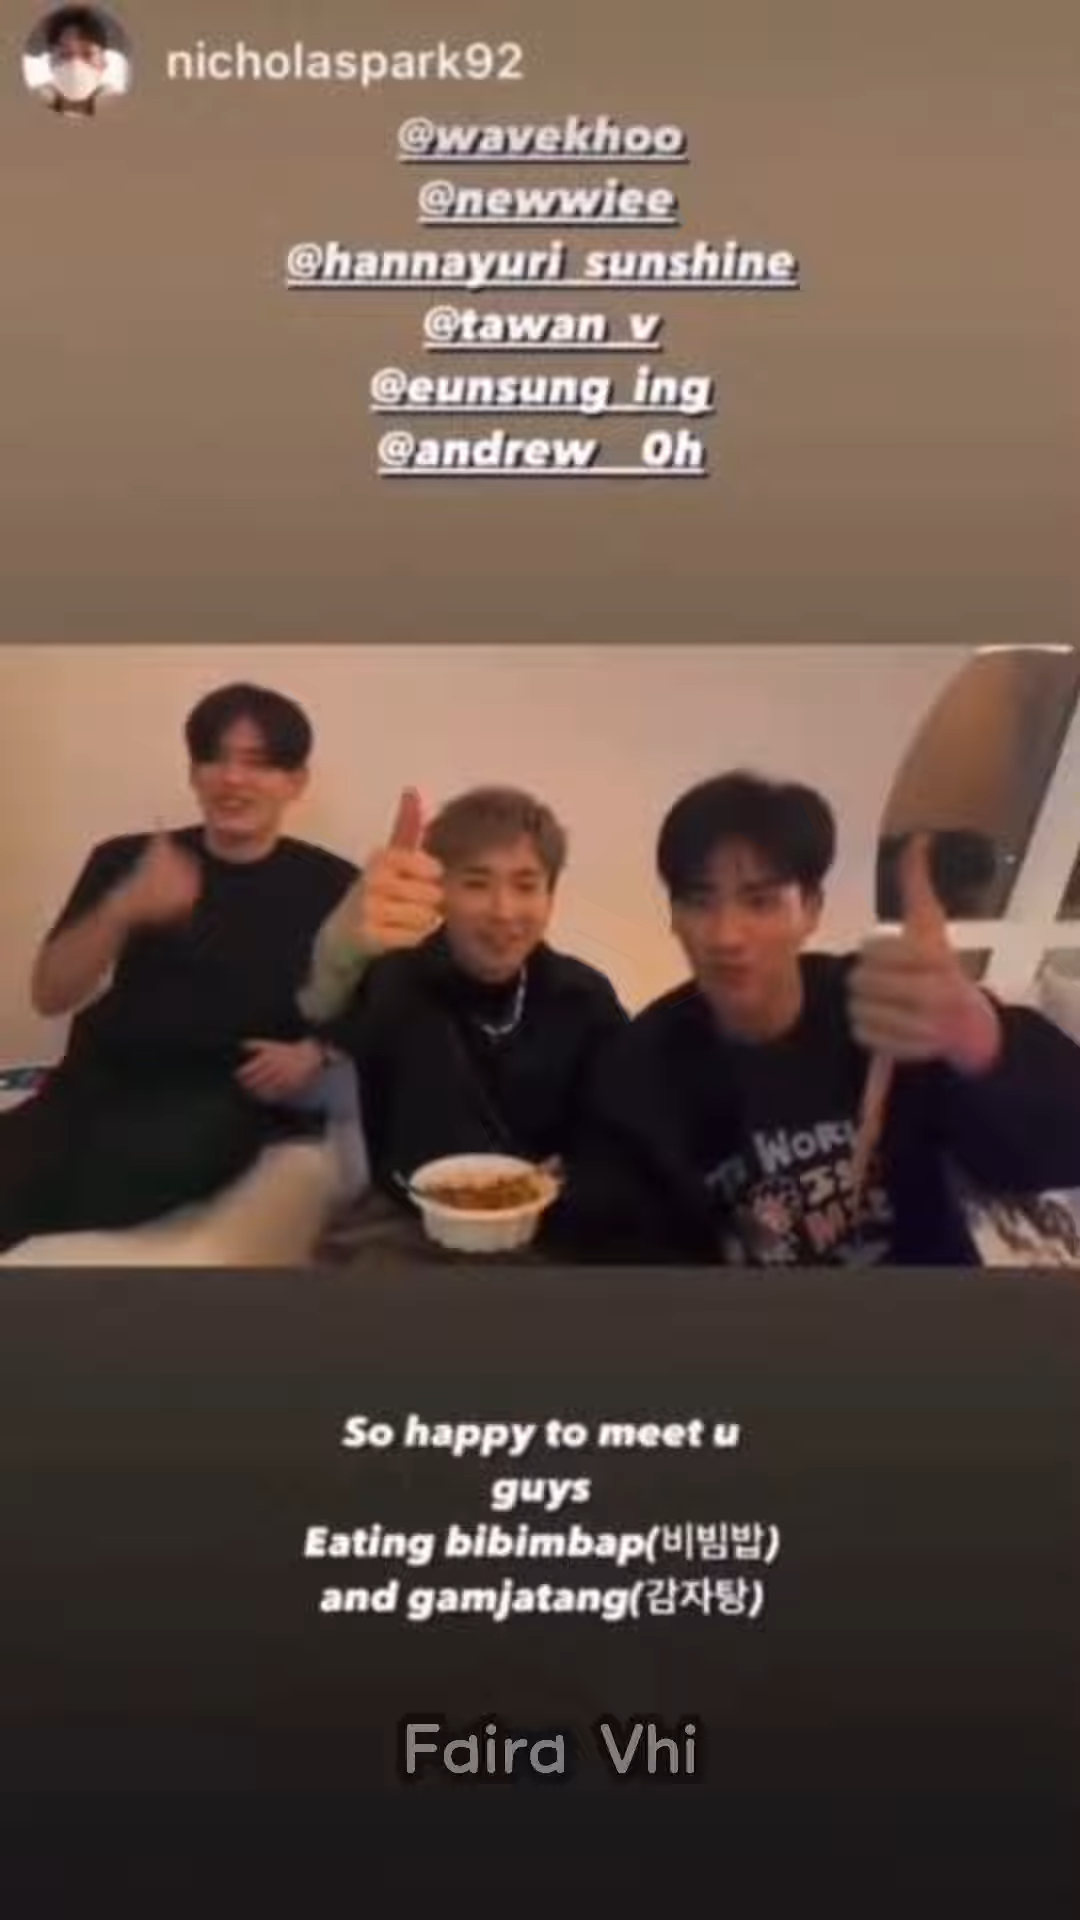 nicholaspark92
@wavekhoo
@newwiee
@hannayuri_sunshine
@tawan_v
@eunsung_ing
@andrew__0h
WORL
So happy to meet u
guys
Eating bibimbap(비빔밥)
and gamjatang(감자탕)
Faira Vhi